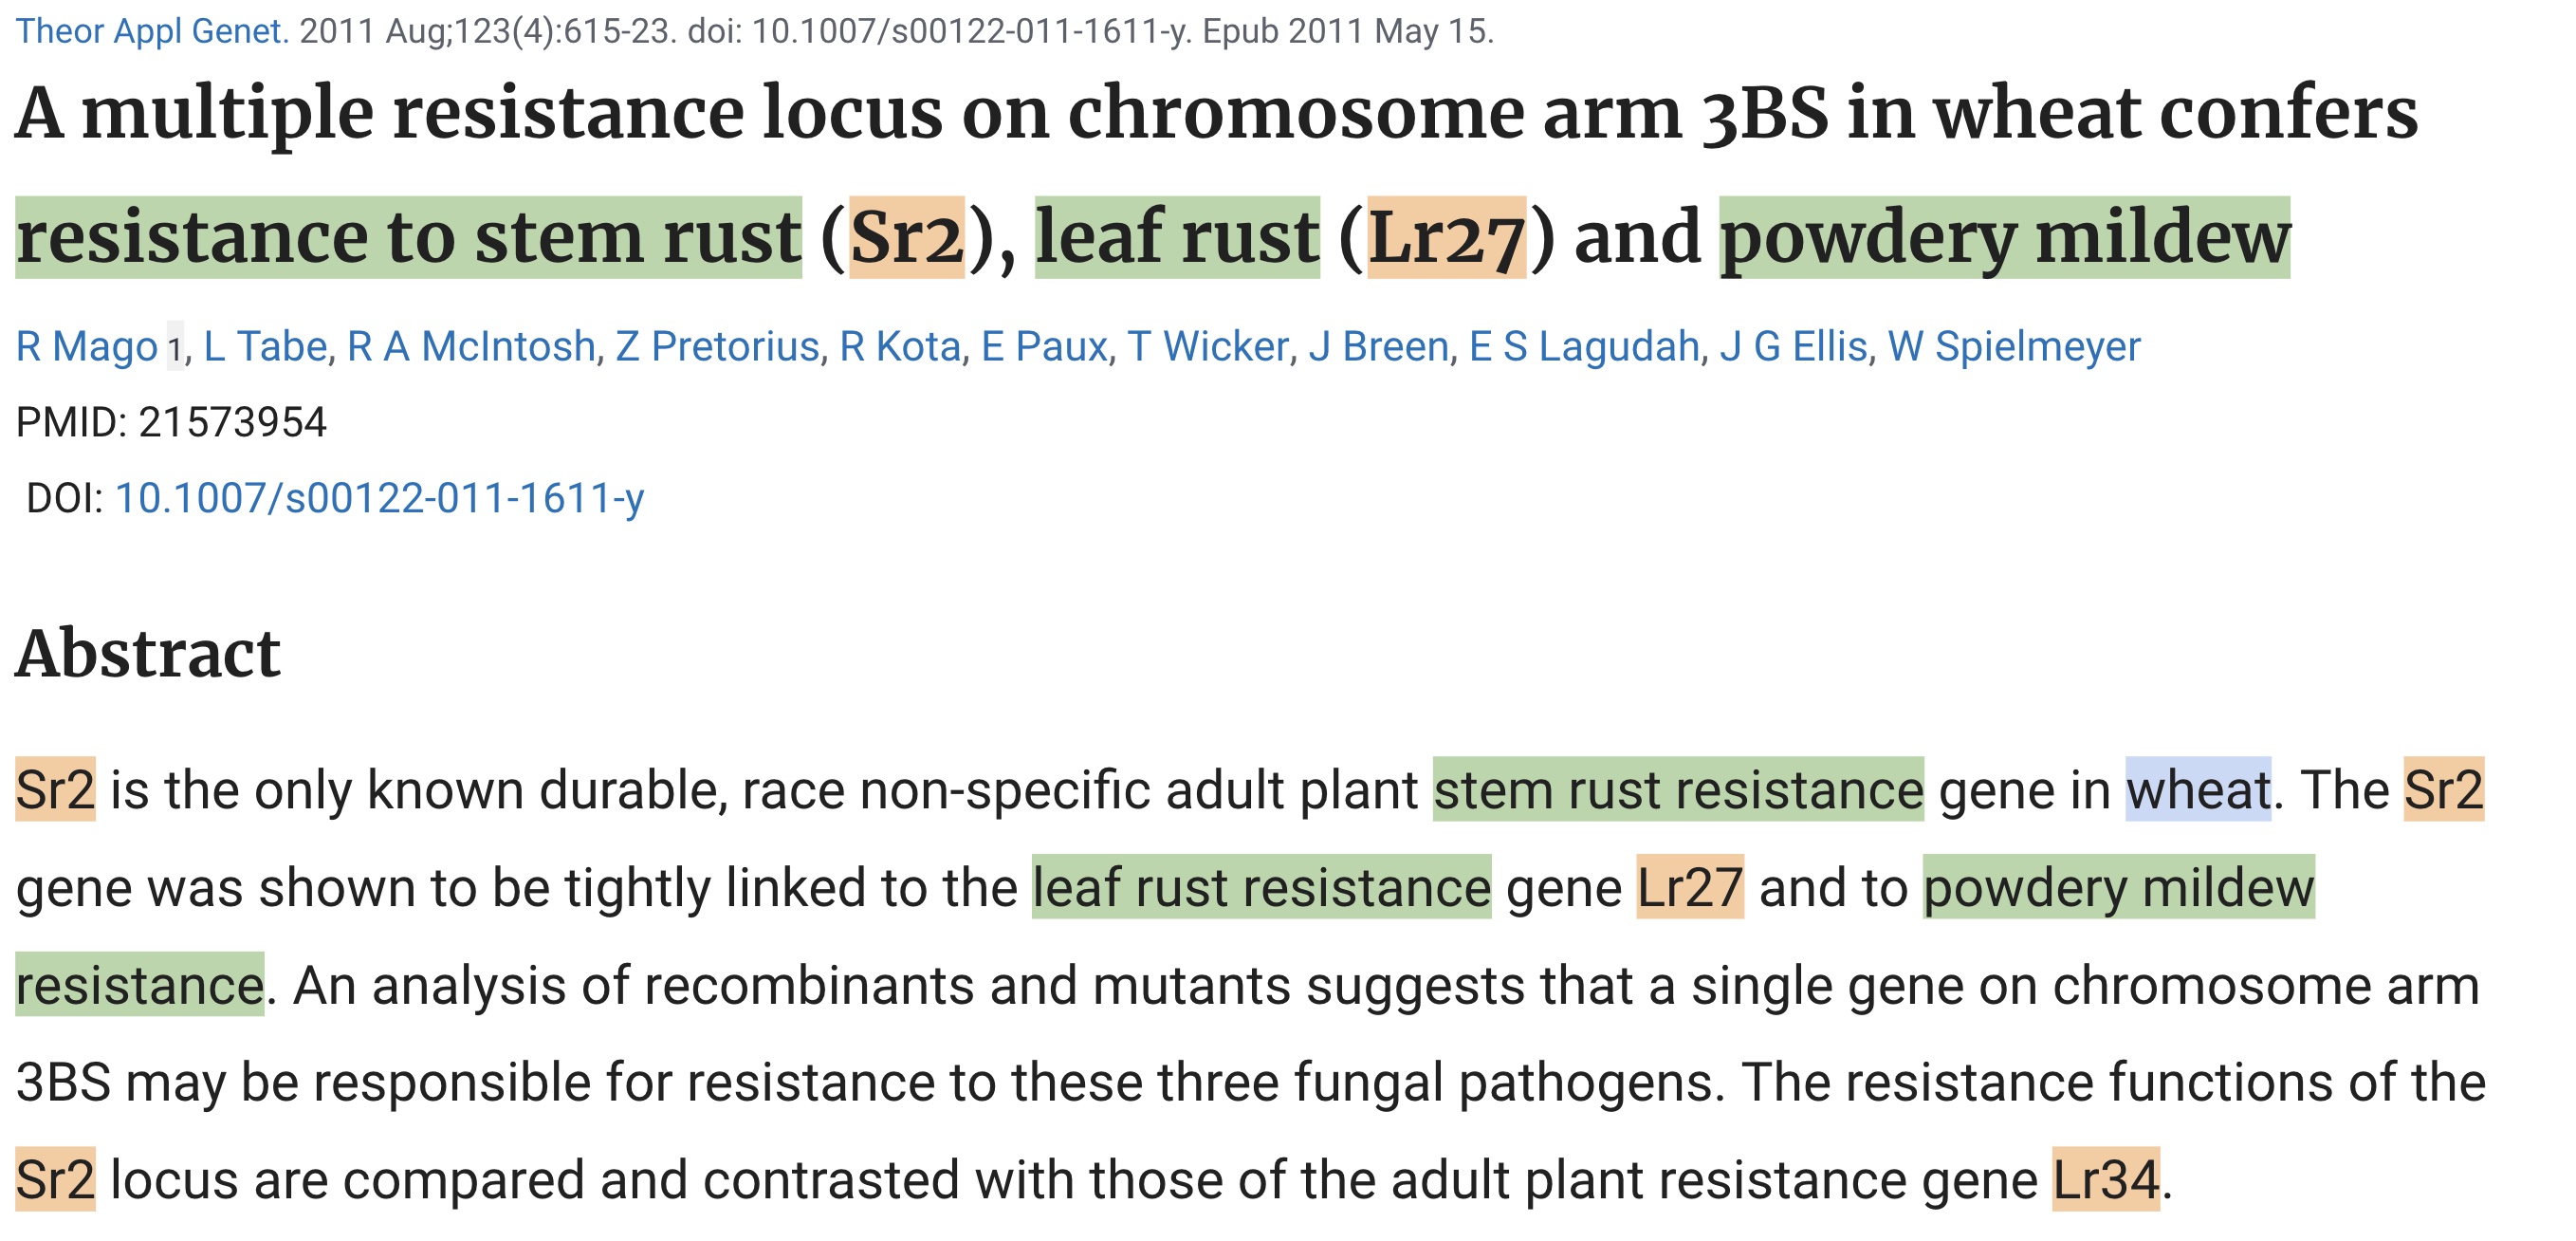 Theor Appl Genet. 2011 Aug;123(4):615-23. doi: 10.1007/s00122-011-1611-y. Epub 2011 May 15.
A multiple resistance locus on chromosome arm 3BS in wheat confers
resistance to stem rust (Sr2), leaf rust (Lr27) and powdery mildew
R Mago 1, L Tabe, R A McIntosh, Z Pretorius, R Kota, E Paux, T Wicker, J Breen, E S Lagudah, J G Ellis, W Spielmeyer
PMID: 21573954
DOI: 10.1007/s00122-011-1611-y
Abstract
Sr2 is the only known durable, race non-specific adult plant stem rust resistance gene in wheat. The Sr2
gene was shown to be tightly linked to the leaf rust resistance gene Lr27 and to powdery mildew
resistance. An analysis of recombinants and mutants suggests that a single gene on chromosome arm
3BS may be responsible for resistance to these three fungal pathogens. The resistance functions of the
Sr2 locus are compared and contrasted with those of the adult plant resistance gene Lr34.